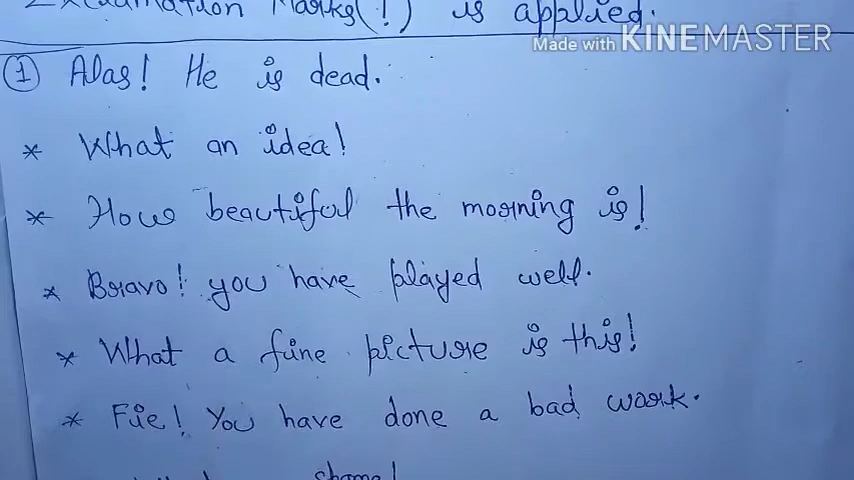 Exclamation Marks(!) is applied.
Made with KINEMASTER
① Alas! He is dead.
* What an idea!
* How beautiful the morning is!
* Bravo! you have played well.
* What a fine picture is this!
* Fie! You have done a bad work.
shame!